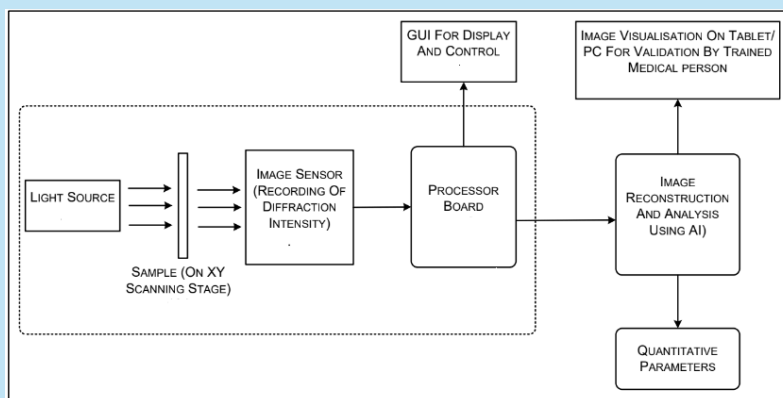 GUI FOR DISPLAY
AND CONTROL
IMAGE VISUALISATION ON TABLET/
PC FOR VALIDATION BY TRAINED
MEDICAL PERSON
LIGHT SOURCE
SAMPLE (ON XY
SCANNING STAGE)
IMAGE SENSOR
(RECORDING OF
DIFFRACTION
INTENSITY)
PROCESSOR
BOARD
IMAGE
RECONSTRUCTION
AND ANALYSIS
USING AI)
QUANTITATIVE
PARAMETERS